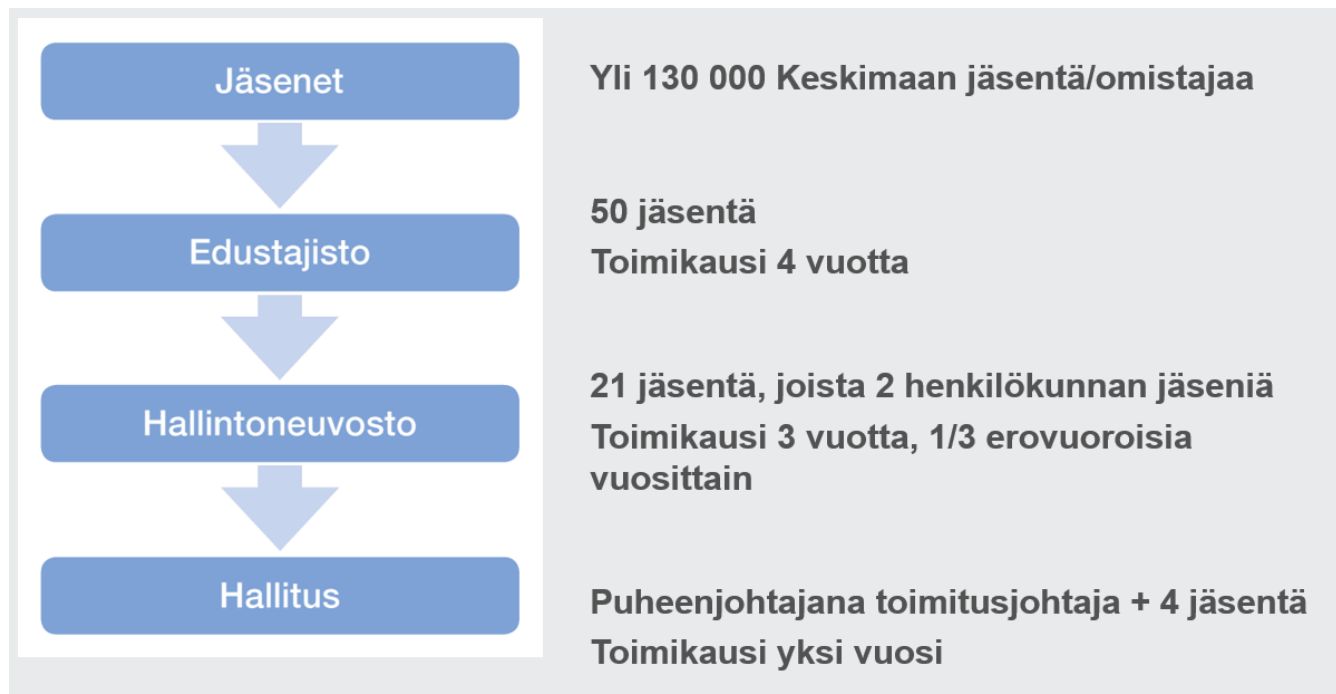 Jäsenet
Yli 130 000 Keskimaan jäsentä/omistajaa
Edustajisto
50 jäsentä
Toimikausi 4 vuotta
Hallintoneuvosto
21 jäsentä, joista 2 henkilökunnan jäseniä
Toimikausi 3 vuotta, 1/3 erovuoroisia
vuosittain
Hallitus
Puheenjohtajana toimitusjohtaja + 4 jäsentä
Toimikausi yksi vuosi